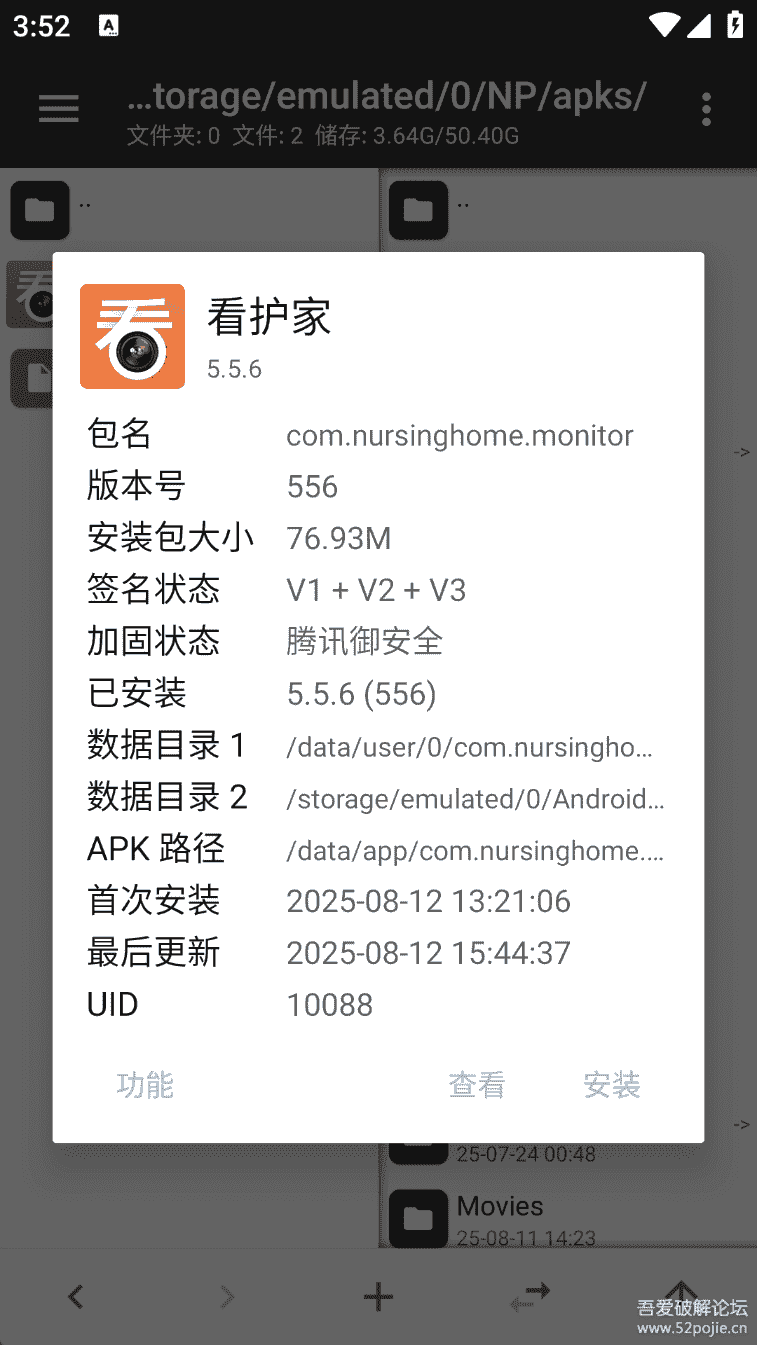 3:52
A
...torage/emulated/0/NP/apks/
文件夹: 0 文件: 2 储存: 3.64G/50.40G
..
..
看
看护家
5.5.6
包名 com.nursinghome.monitor
版本号 556
安装包大小 76.93M
签名状态 V1 + V2 + V3
加固状态 腾讯御安全
已安装 5.5.6 (556)
数据目录 1 /data/user/0/com.nursingho...
数据目录 2 /storage/emulated/0/Android...
APK 路径 /data/app/com.nursinghome....
首次安装 2025-08-12 13:21:06
最后更新 2025-08-12 15:44:37
UID 10088
功能 查看 安装
->
->
25-07-24 00:48
Movies
25-08-11 14:23
吾爱破解论坛
www.52pojie.cn